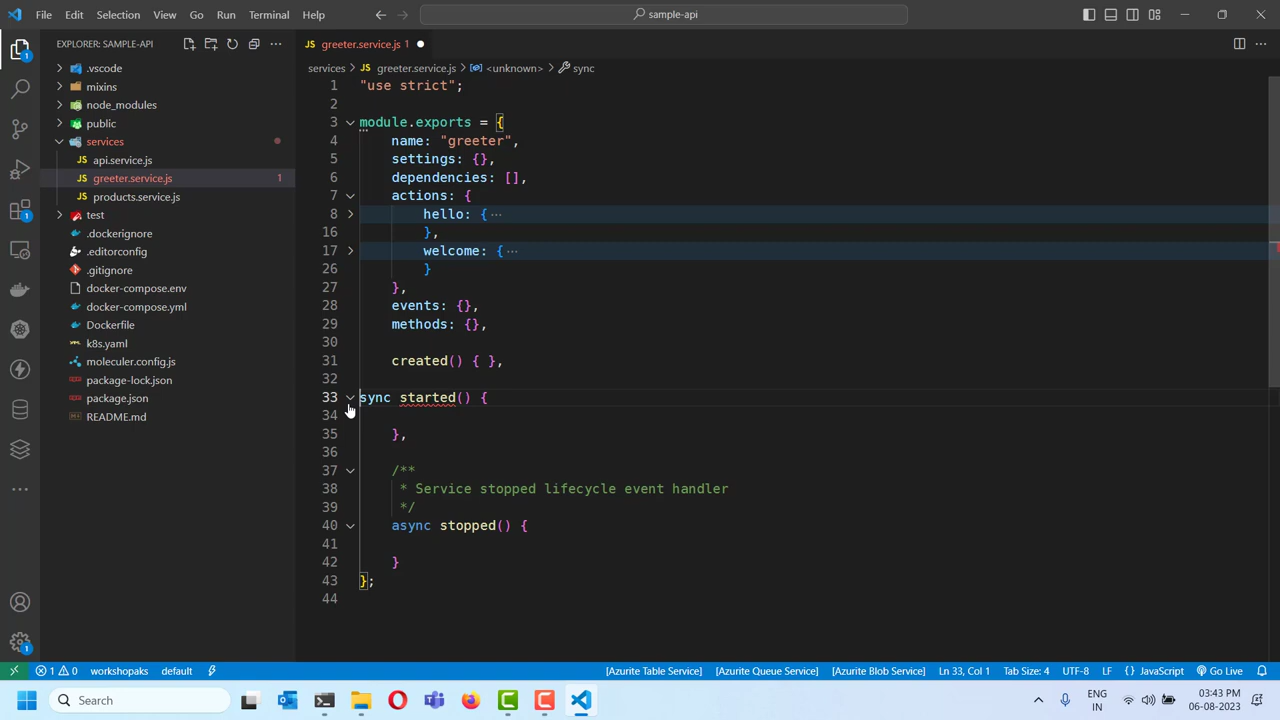 File Edit Selection View Go Run Terminal Help
sample-api
EXPLORER: SAMPLE-API
.vscode
mixins
node_modules
public
services
JS api.service.js
JS greeter.service.js 1
JS products.service.js
test
.dockerignore
.editorconfig
.gitignore
docker-compose.env
docker-compose.yml
Dockerfile
k8s.yaml
moleculer.config.js
package-lock.json
package.json
README.md
JS greeter.service.js 1
services > JS greeter.service.js > <unknown> > sync
1 "use strict";
2
3 module.exports = {
4 name: "greeter",
5 settings: {},
6 dependencies: [],
7 actions: {
8 hello: { ⋯
16 },
17 welcome: { ⋯
26 }
27 },
28 events: {},
29 methods: {},
30
31 created() { },
32
33 sync started() {
34
35 },
36
37 /**
38 * Service stopped lifecycle event handler
39 */
40 async stopped() {
41
42 }
43 };
44
1 0 workshopaks default [Azurite Table Service] [Azurite Queue Service] [Azurite Blob Service] Ln 33, Col 1 Tab Size: 4 UTF-8 LF {} JavaScript Go Live
Search
ENG
IN
03:43 PM
06-08-2023